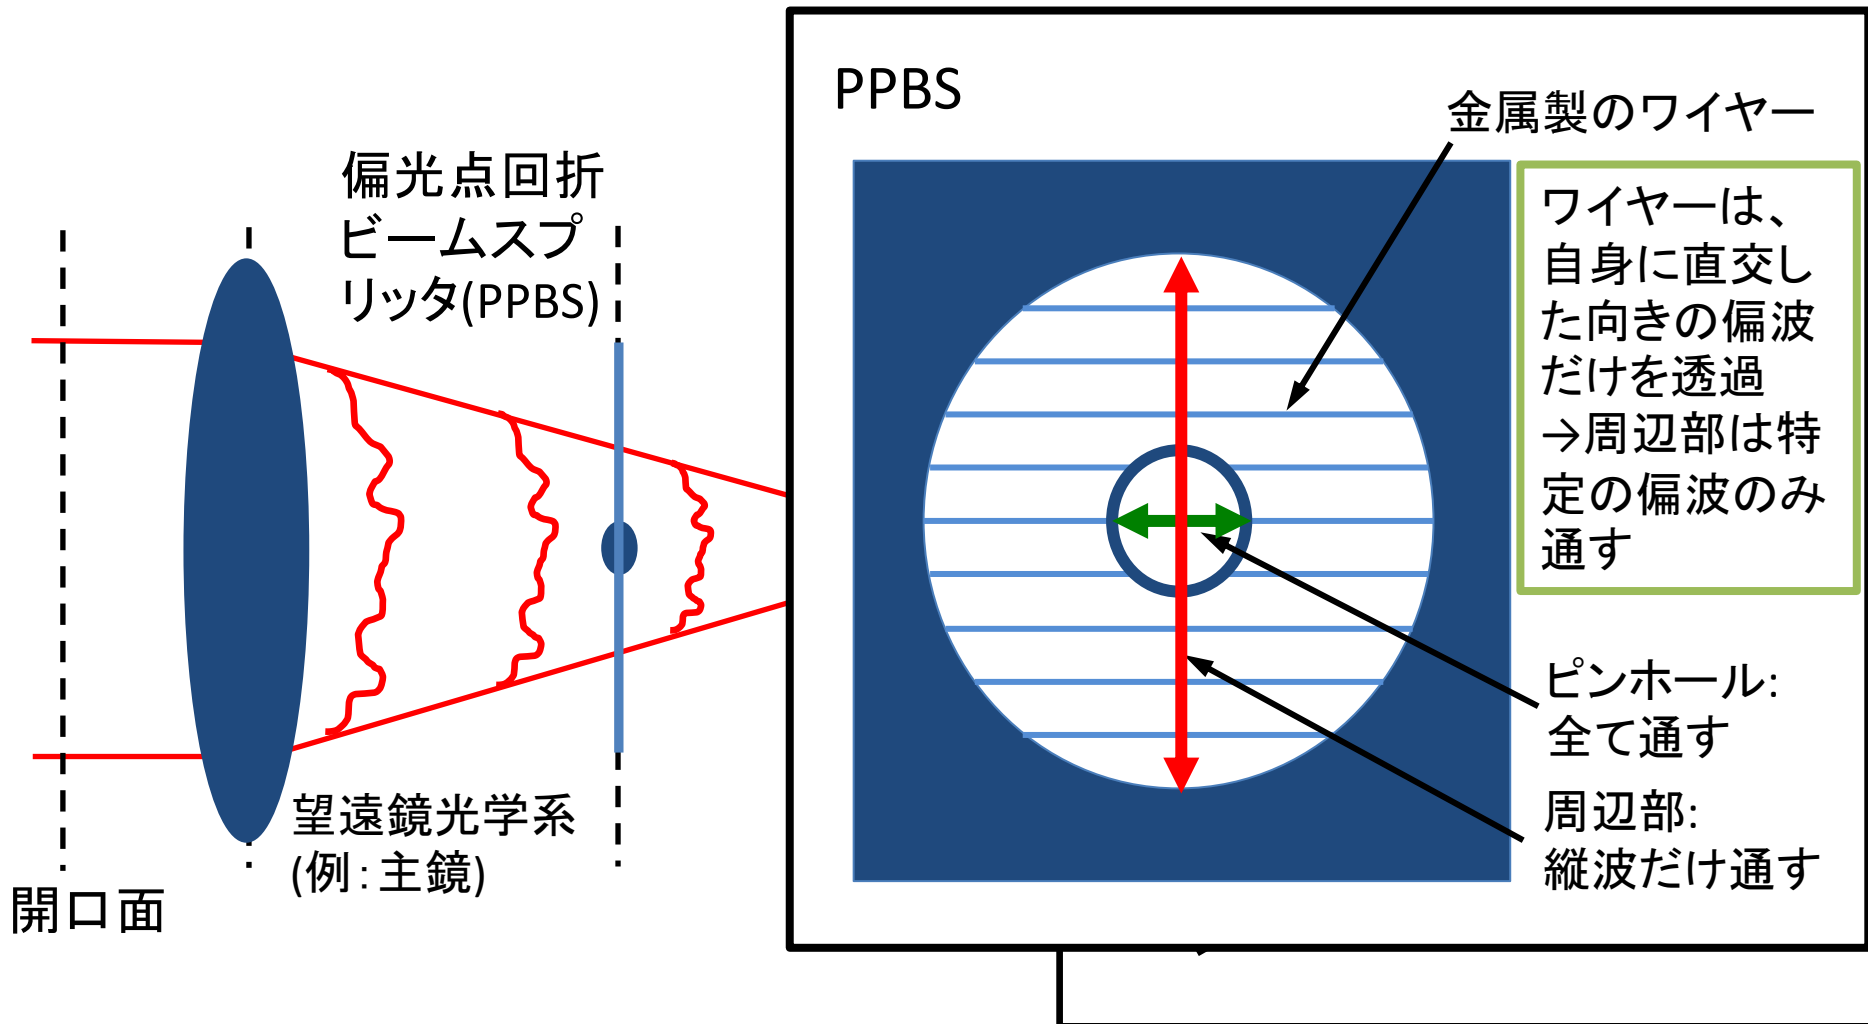 PPBS
金属製のワイヤー
偏光点回折
ビームスプ
リッタ(PPBS)
ワイヤーは、
自身に直交し
た向きの偏波
だけを透過
→周辺部は特
定の偏波のみ
通す
ピンホール:
全て通す
周辺部:
縦波だけ通す
望遠鏡光学系
(例:主鏡)
開口面